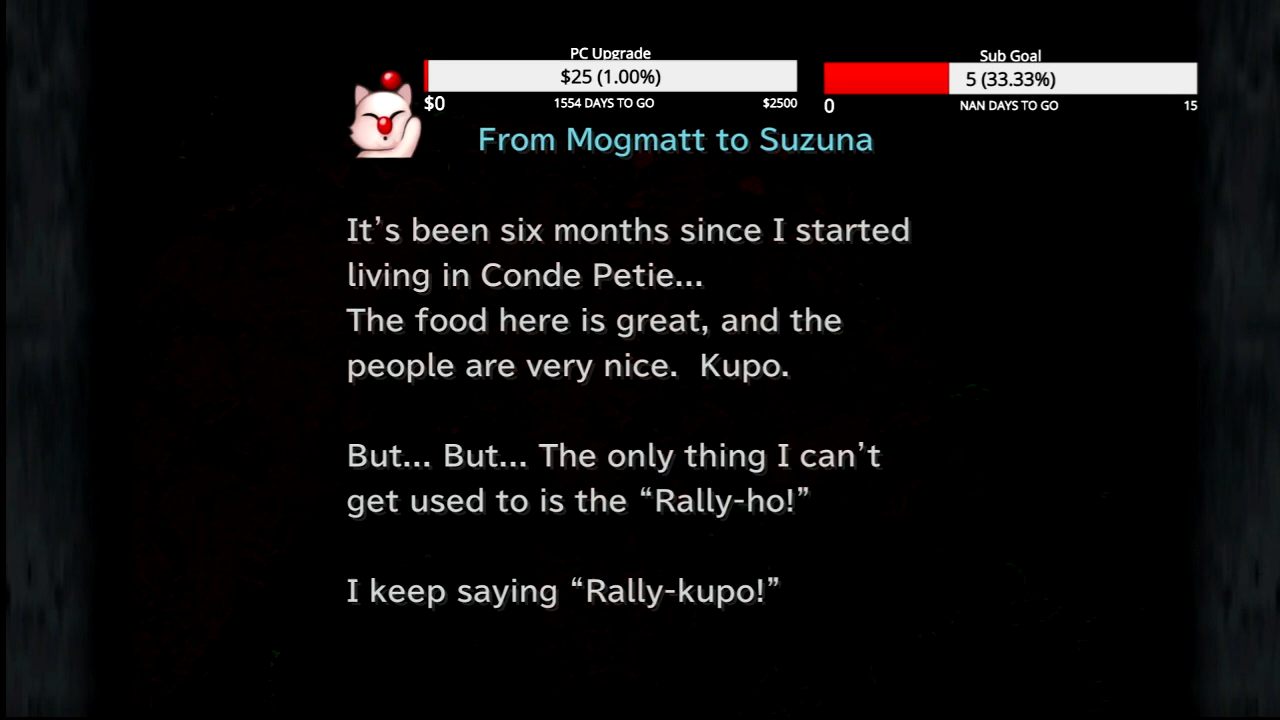 PC Upgrade
$25 (1.00%)
$0
1554 DAYS TO GO
$2500
Sub Goal
5 (33.33%)
0
NAN DAYS TO GO
15
From Mogmatt to Suzuna
It's been six months since I started
living in Conde Petie...
The food here is great, and the
people are very nice.  Kupo.
But... But... The only thing I can't
get used to is the “Rally-ho!”
I keep saying “Rally-kupo!”